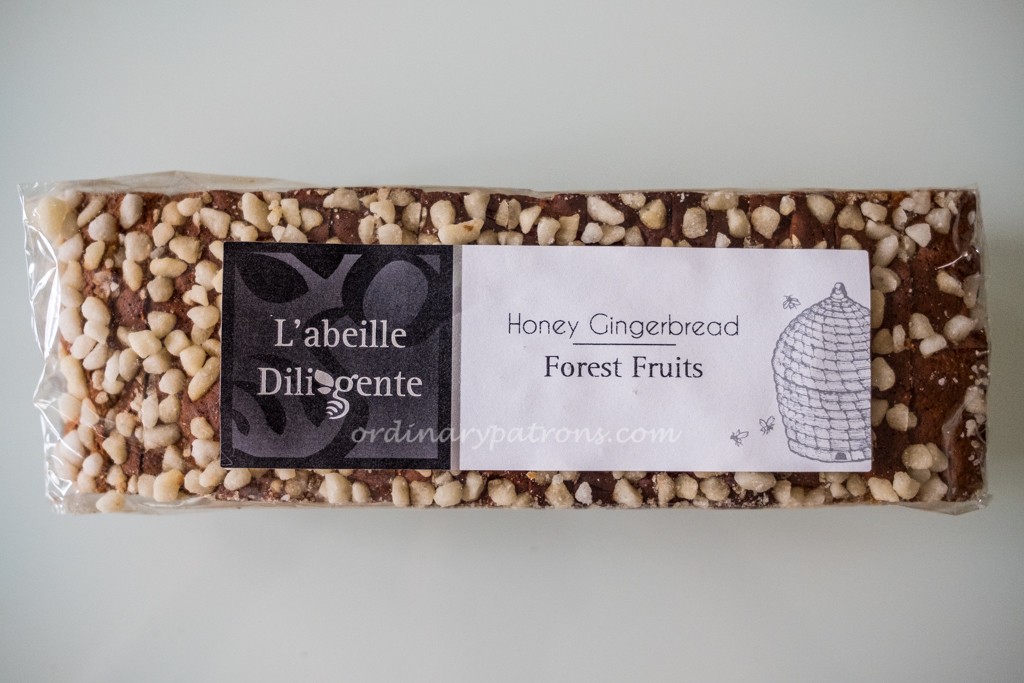 L'abeille
Diligente
Honey Gingerbread
Forest Fruits
ordinarypatrons.com